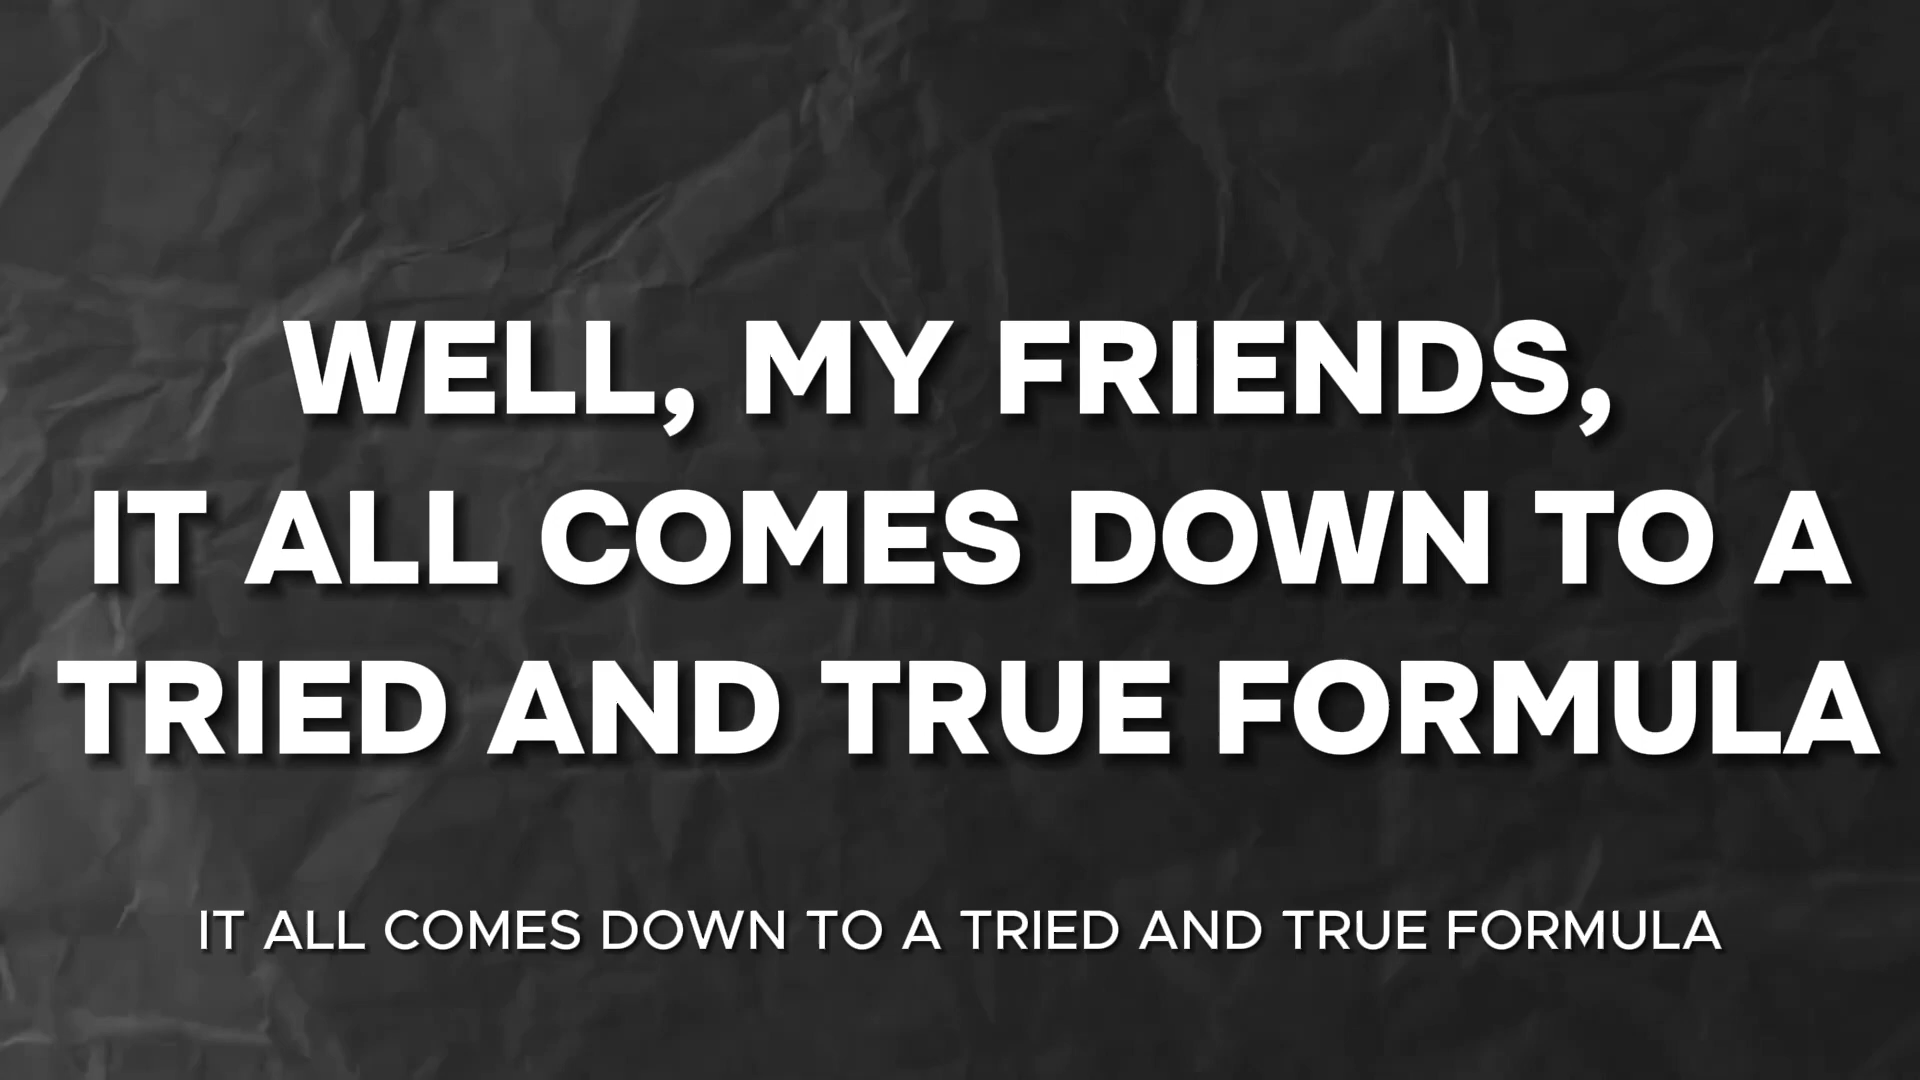 WELL, MY FRIENDS,
IT ALL COMES DOWN TO A
TRIED AND TRUE FORMULA
IT ALL COMES DOWN TO A TRIED AND TRUE FORMULA